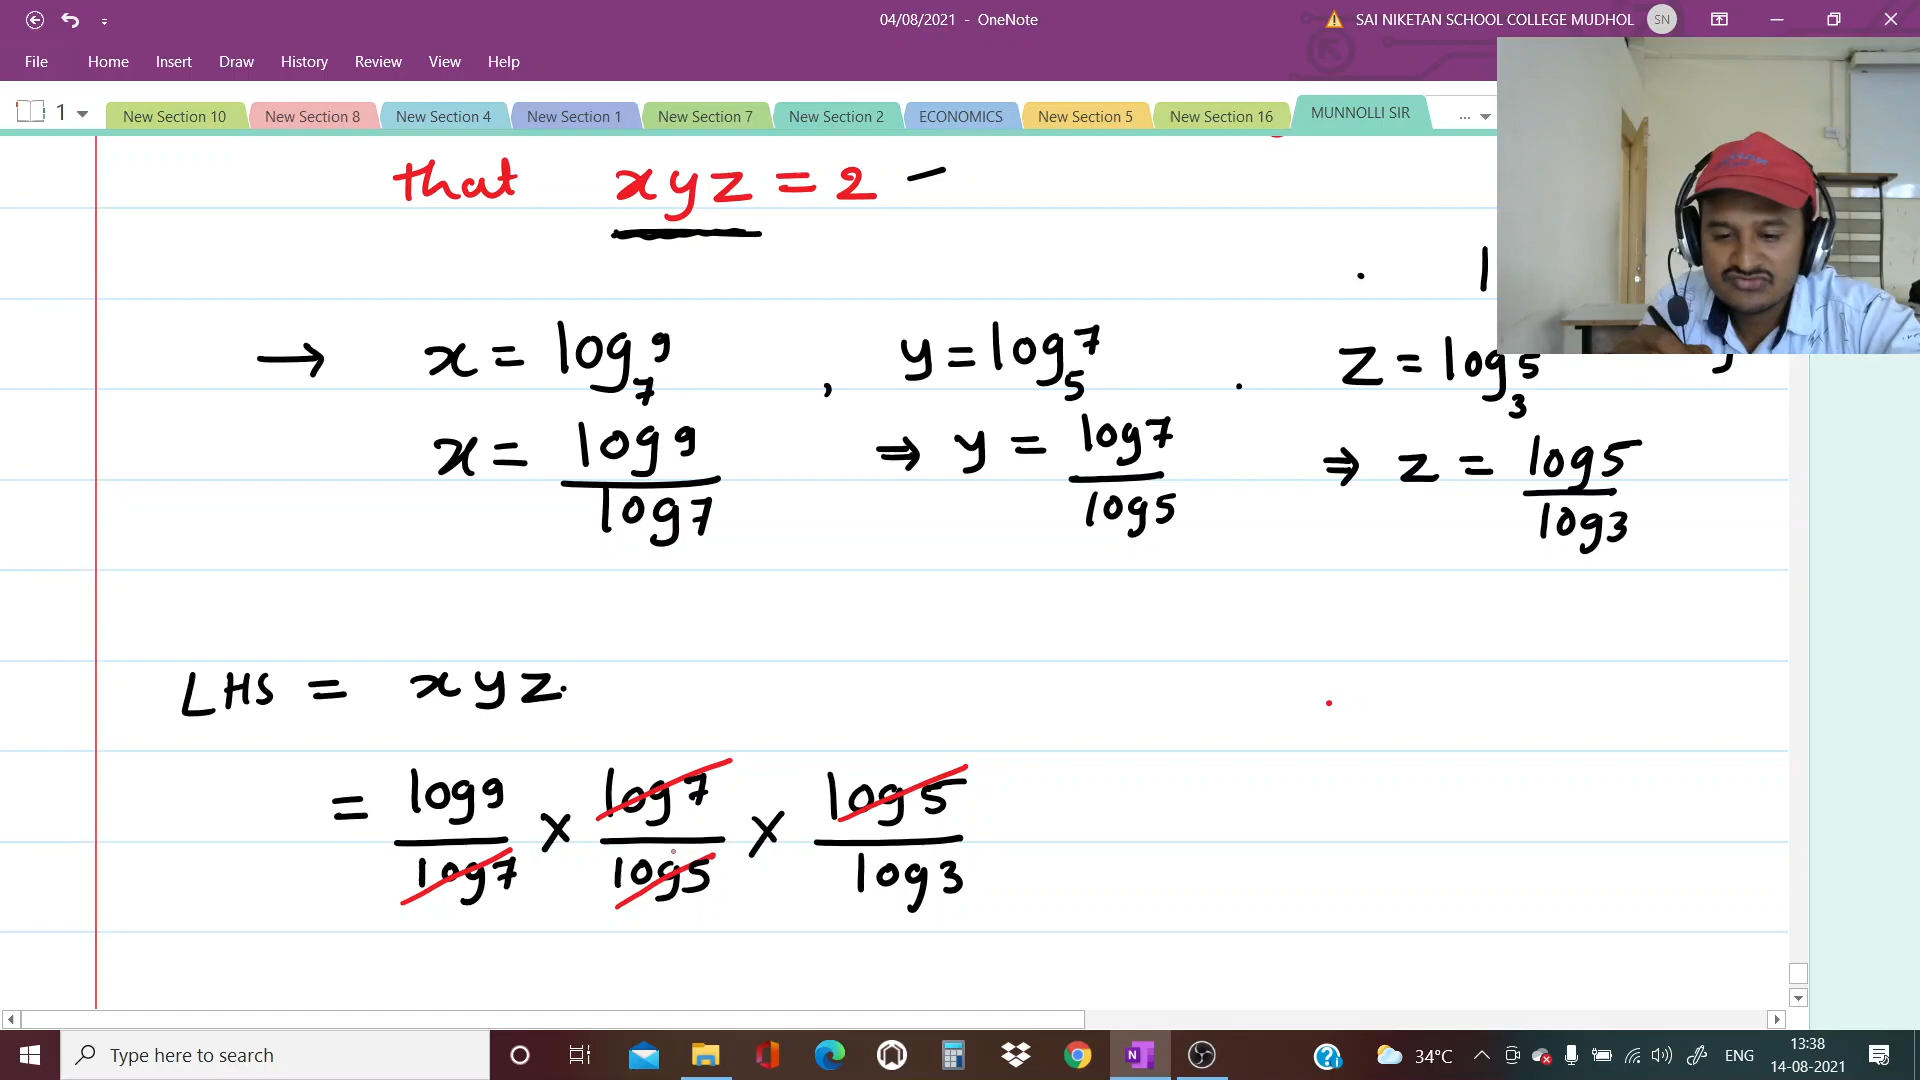 04/08/2021 - OneNote
SAI NIKETAN SCHOOL COLLEGE MUDHOL SN
File Home Insert Draw History Review View Help
1 New Section 10 New Section 8 New Section 4 New Section 1 New Section 7 New Section 2 ECONOMICS New Section 5 New Section 16 MUNNOLLI SIR ...
that xyz = 2 –
→ x = log₇9 , y = log₅7 . z = log₃5
x = log9/log7 ⇒ y = log7/log5 ⇒ z = log5/log3
LHS = xyz.
= log9/log7 × log7/log5 × log5/log3
Type here to search
34°C
ENG
13:38
14-08-2021